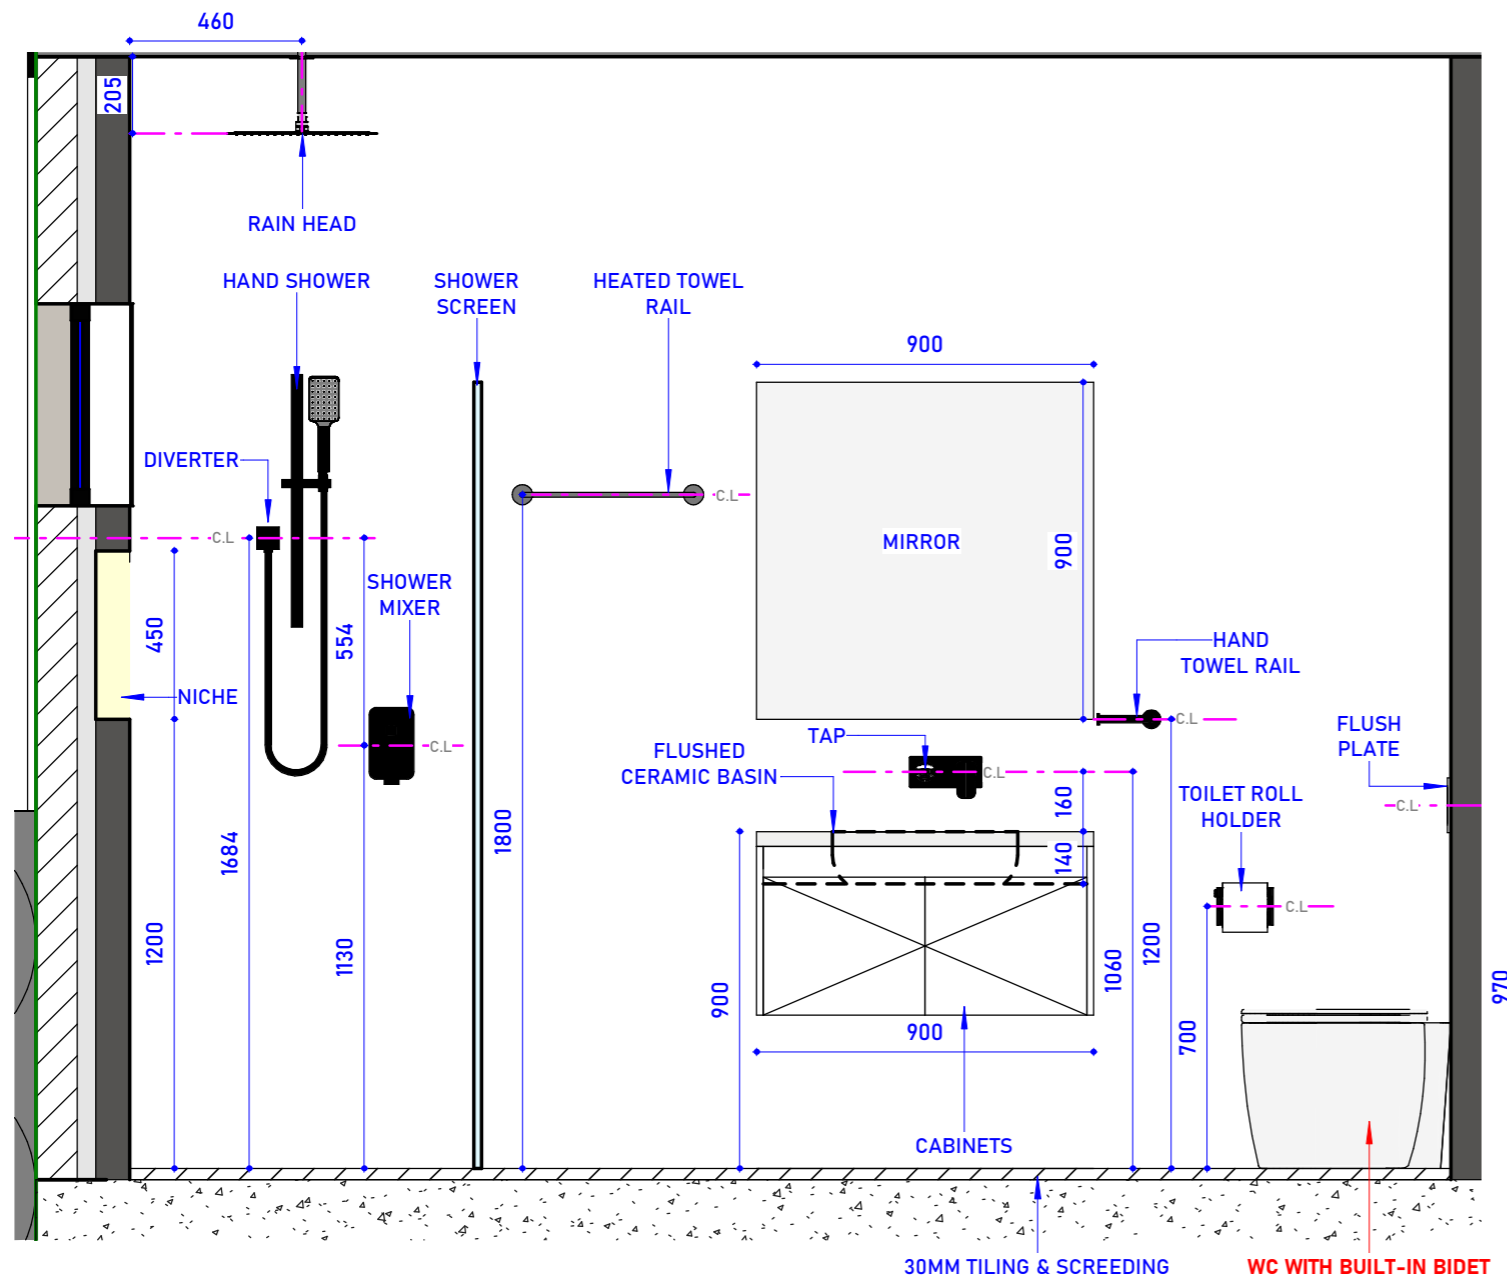 460
205
RAIN HEAD
HAND SHOWER
SHOWER
SCREEN
HEATED TOWEL
RAIL
900
DIVERTER
C.L
C.L
MIRROR
900
SHOWER
MIXER
450
554
NICHE
C.L
HAND
TOWEL RAIL
C.L
TAP
FLUSHED
CERAMIC BASIN
C.L
FLUSH
PLATE
C.L
160
TOILET ROLL
HOLDER
1684
1800
140
C.L
1200
1130
900
1060
1200
970
700
900
CABINETS
30MM TILING & SCREEDING
WC WITH BUILT-IN BIDET